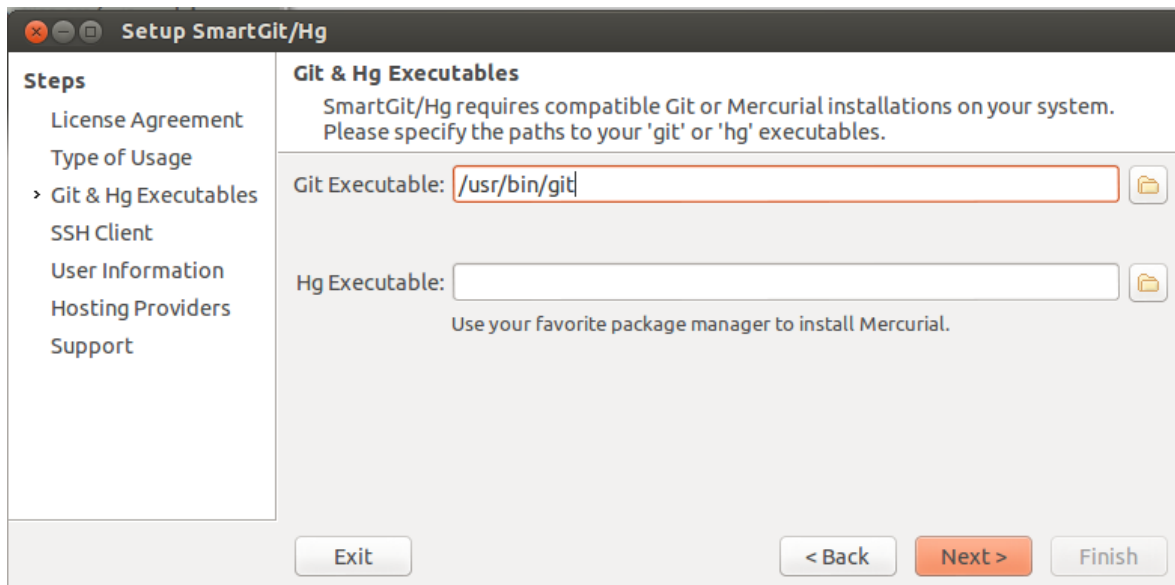 Setup SmartGit/Hg
Steps
License Agreement
Type of Usage
Git & Hg Executables
SSH Client
User Information
Hosting Providers
Support
Git & Hg Executables
SmartGit/Hg requires compatible Git or Mercurial installations on your system.
Please specify the paths to your 'git' or 'hg' executables.
Git Executable: /usr/bin/git
Hg Executable:
Use your favorite package manager to install Mercurial.
Exit < Back Next > Finish